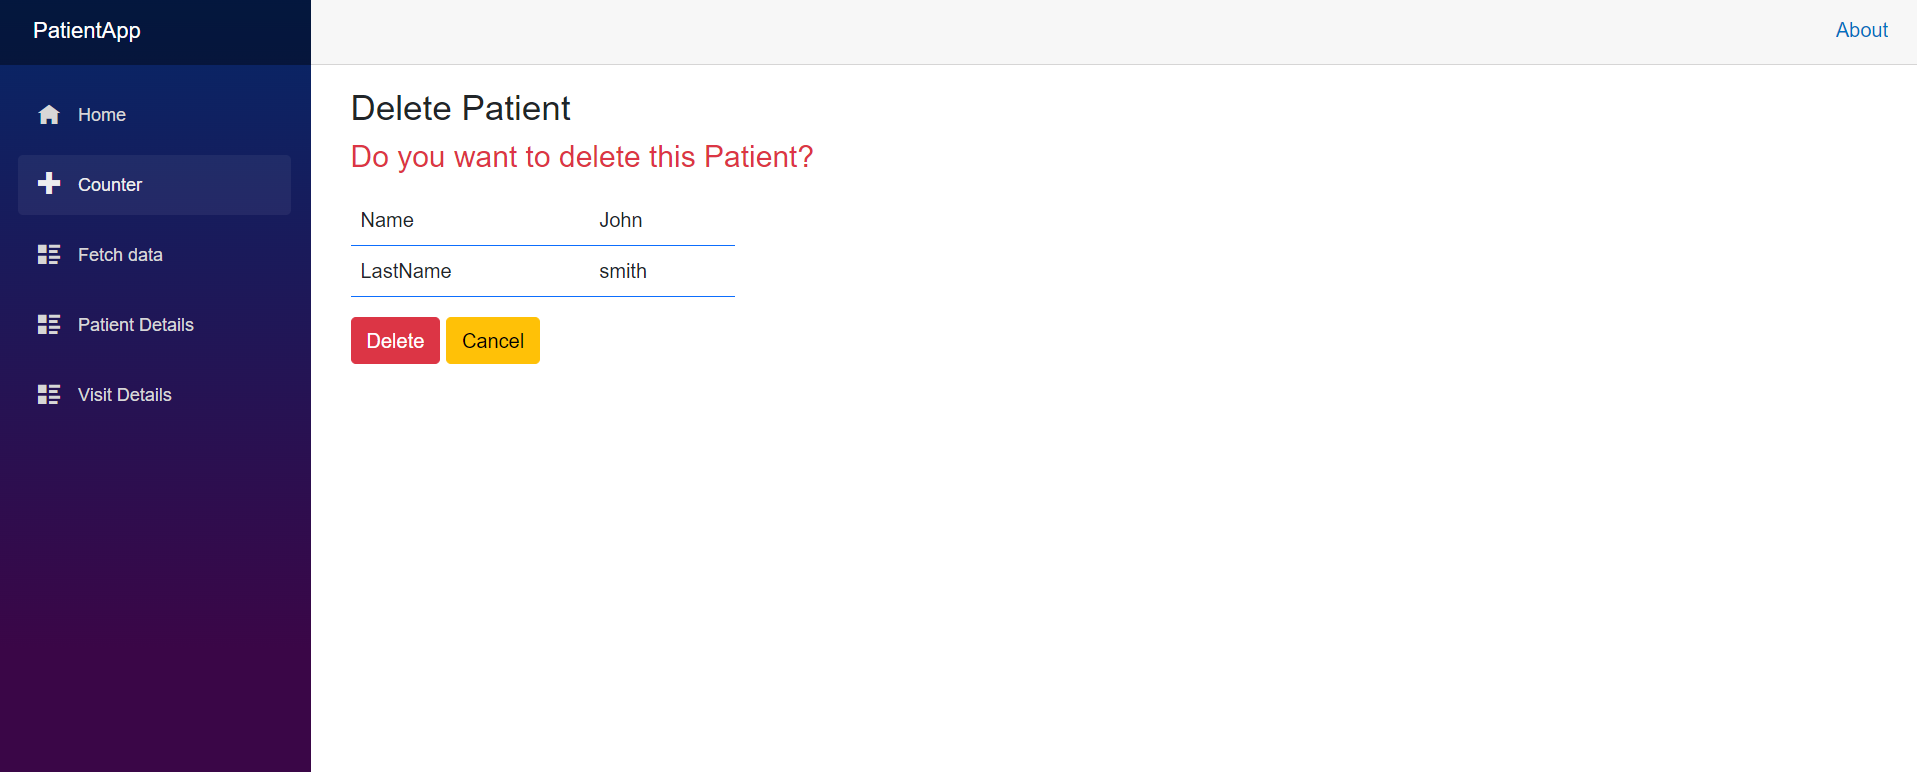 PatientApp
About
Home
Counter
Fetch data
Patient Details
Visit Details
Delete Patient
Do you want to delete this Patient?
Name John
LastName smith
Delete Cancel